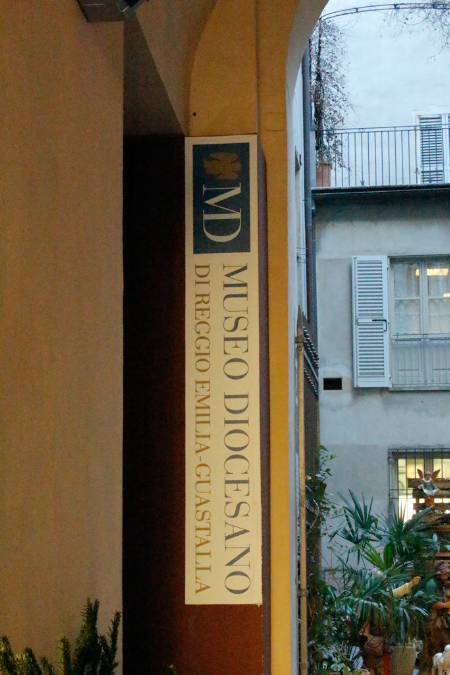 MD
MUSEO DIOCESANO
DI REGGIO EMILIA-GUASTALLA